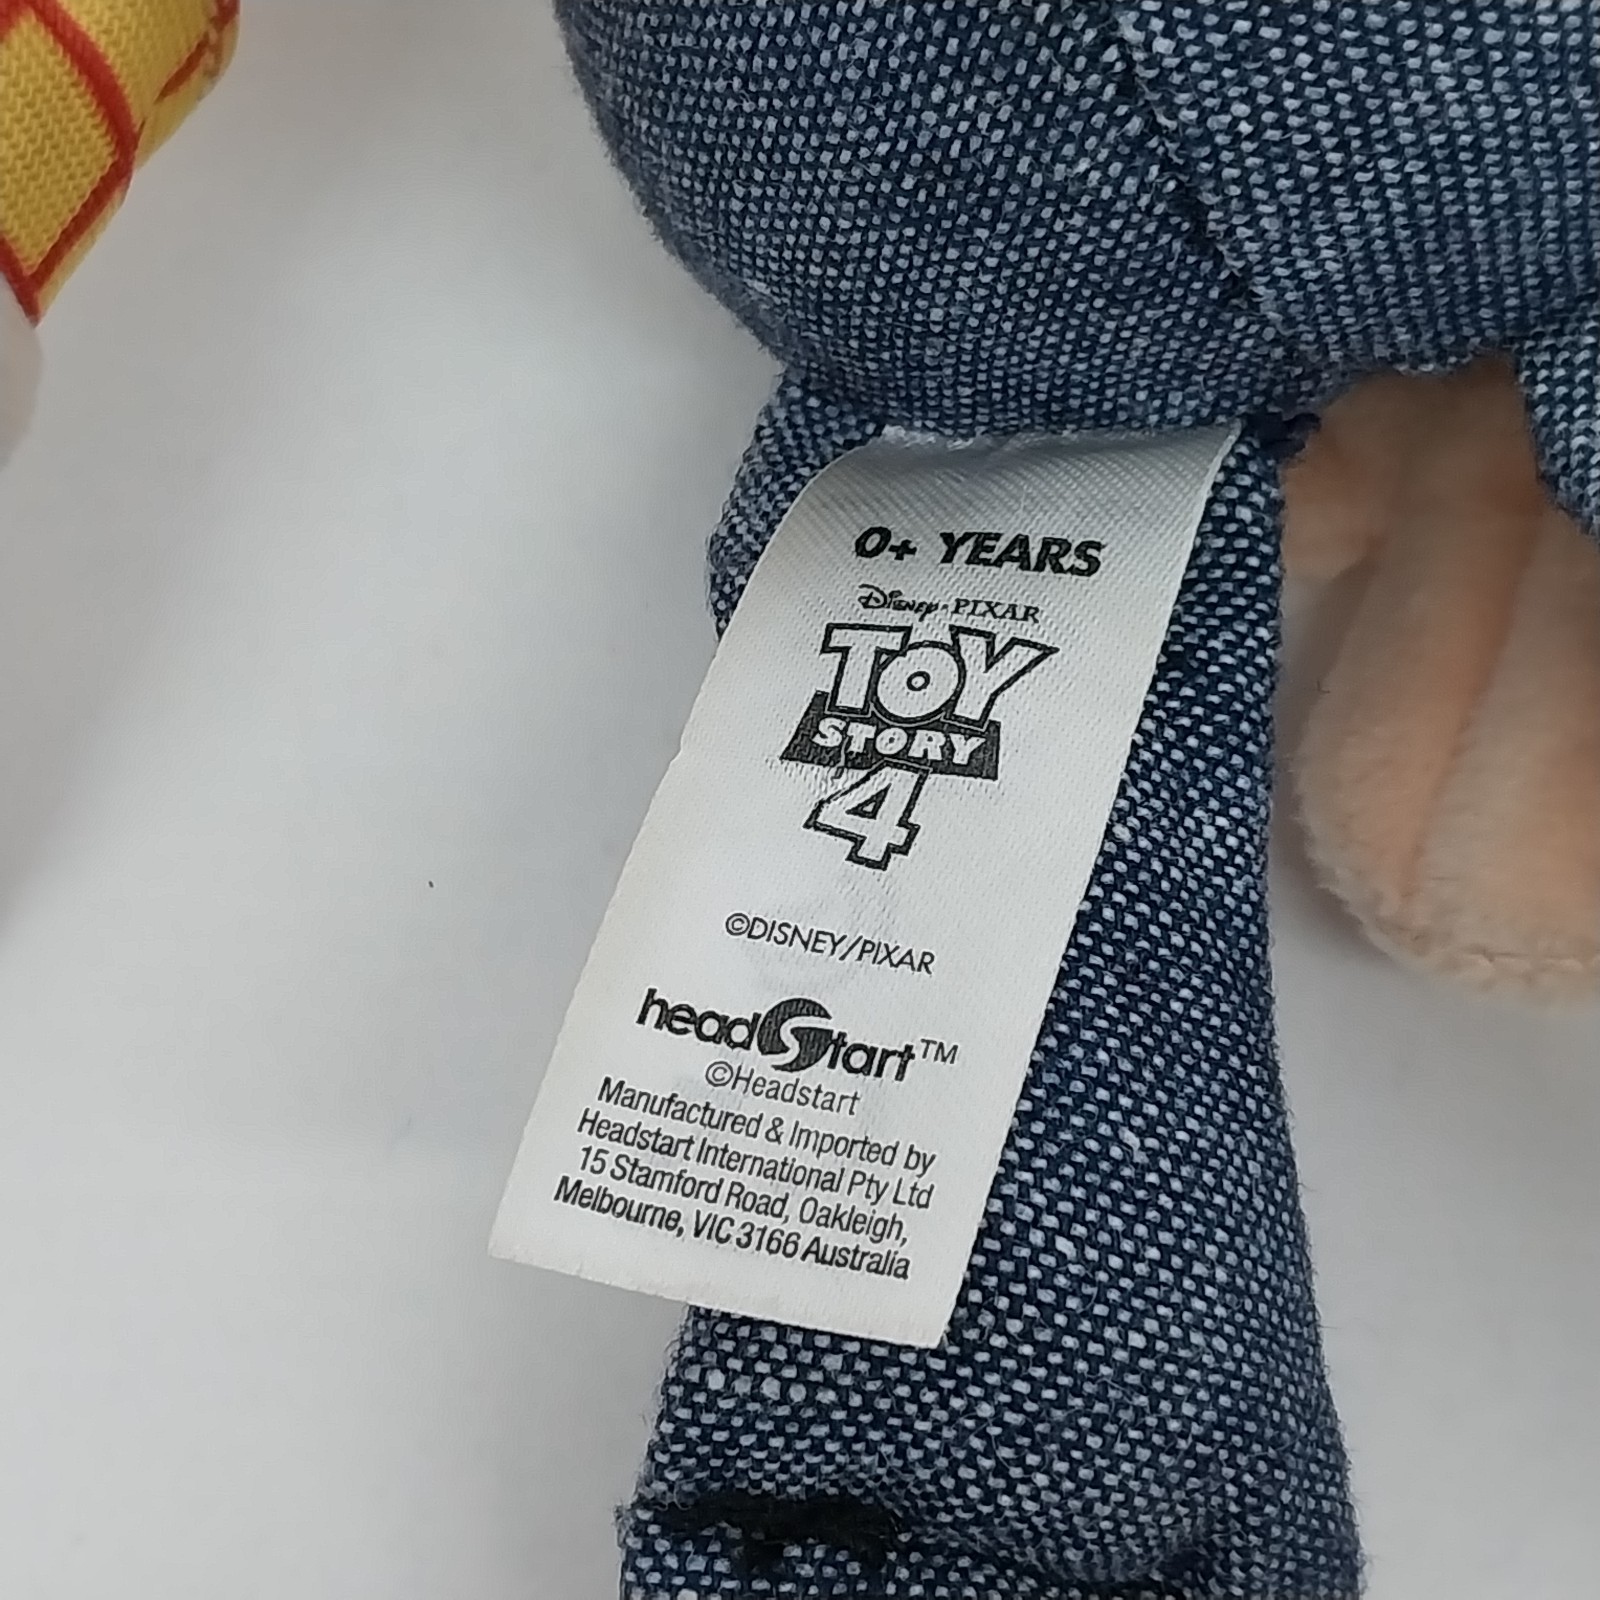 0+ YEARS
Disney·PIXAR
TOY
STORY
4
©DISNEY/PIXAR
headStart™
©Headstart
Manufactured & Imported by
Headstart International Pty Ltd
15 Stamford Road, Oakleigh,
Melbourne, VIC 3166 Australia